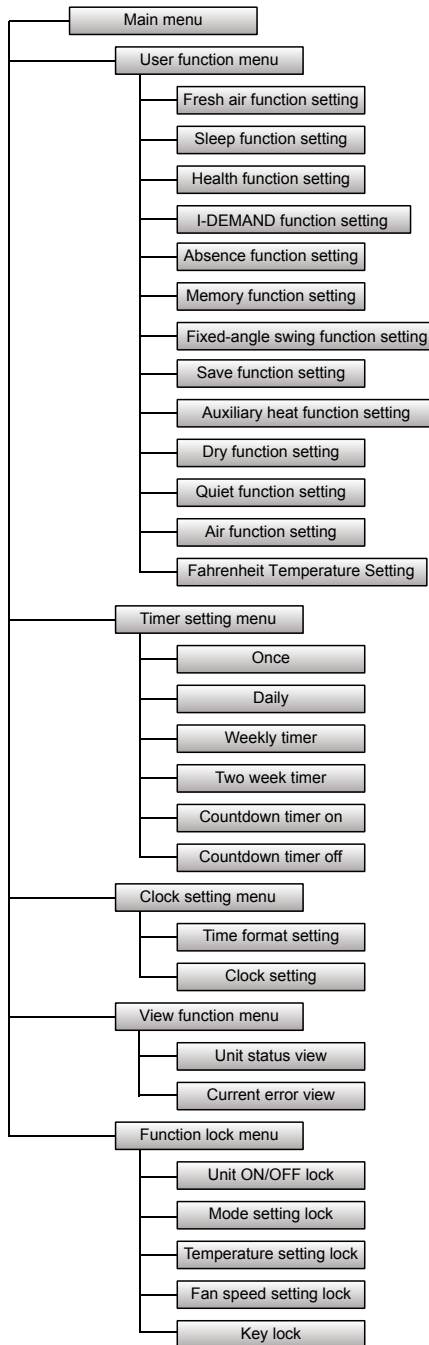 Main menu
User function menu
Fresh air function setting
Sleep function setting
Health function setting
I-DEMAND function setting
Absence function setting
Memory function setting
Fixed-angle swing function setting
Save function setting
Auxiliary heat function setting
Dry function setting
Quiet function setting
Air function setting
Fahrenheit Temperature Setting
Timer setting menu
Once
Daily
Weekly timer
Two week timer
Countdown timer on
Countdown timer off
Clock setting menu
Time format setting
Clock setting
View function menu
Unit status view
Current error view
Function lock menu
Unit ON/OFF lock
Mode setting lock
Temperature setting lock
Fan speed setting lock
Key lock